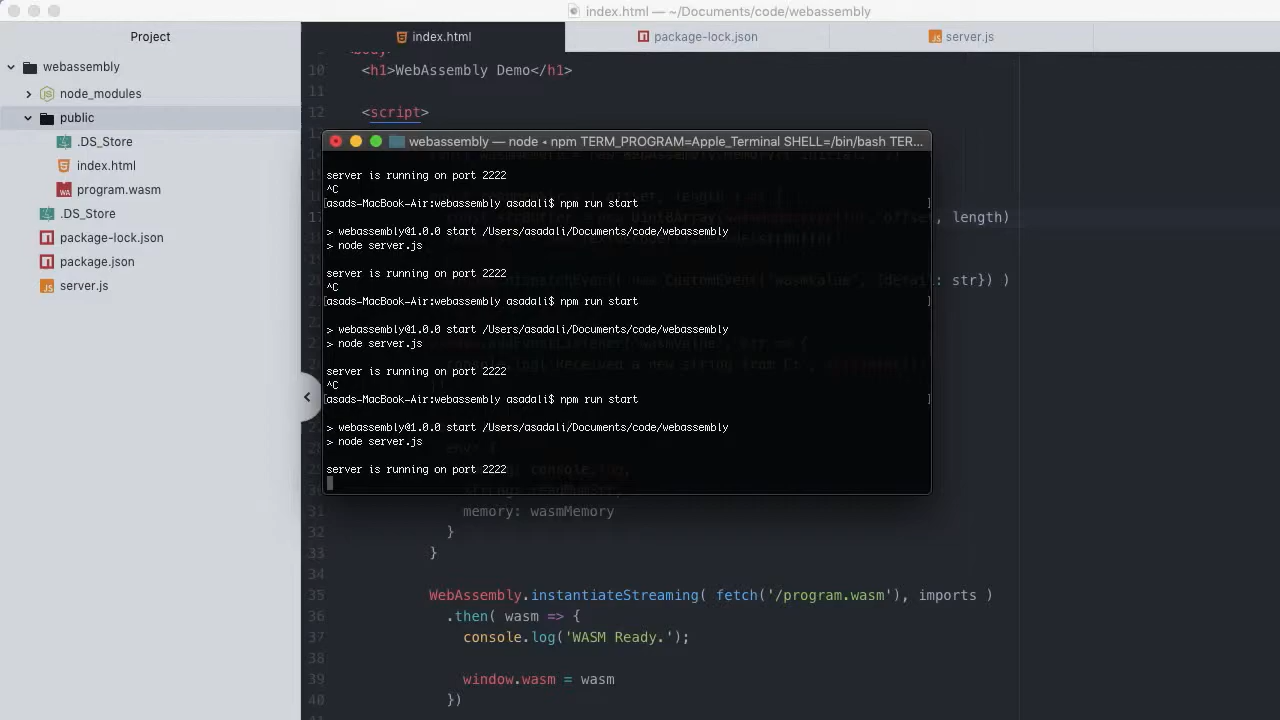 index.html — ~/Documents/code/webassembly
Project
index.html
package-lock.json
server.js
webassembly
node_modules
public
.DS_Store
index.html
program.wasm
.DS_Store
package-lock.json
package.json
server.js
10 <h1>WebAssembly Demo</h1>
11
12 <script>
webassembly — node ◂ npm TERM_PROGRAM=Apple_Terminal SHELL=/bin/bash TER...
server is running on port 2222
^C
[asads-MacBook-Air:webassembly asadali$ npm run start ]
> webassembly@1.0.0 start /Users/asadali/Documents/code/webassembly
> node server.js
server is running on port 2222
^C
[asads-MacBook-Air:webassembly asadali$ npm run start ]
> webassembly@1.0.0 start /Users/asadali/Documents/code/webassembly
> node server.js
server is running on port 2222
^C
[asads-MacBook-Air:webassembly asadali$ npm run start ]
> webassembly@1.0.0 start /Users/asadali/Documents/code/webassembly
> node server.js
server is running on port 2222
, length)
: str}) )
31 memory: wasmMemory
32 }
33 }
34
35 WebAssembly.instantiateStreaming( fetch('/program.wasm'), imports )
36 .then( wasm => {
37 console.log('WASM Ready.');
38
39 window.wasm = wasm
40 })